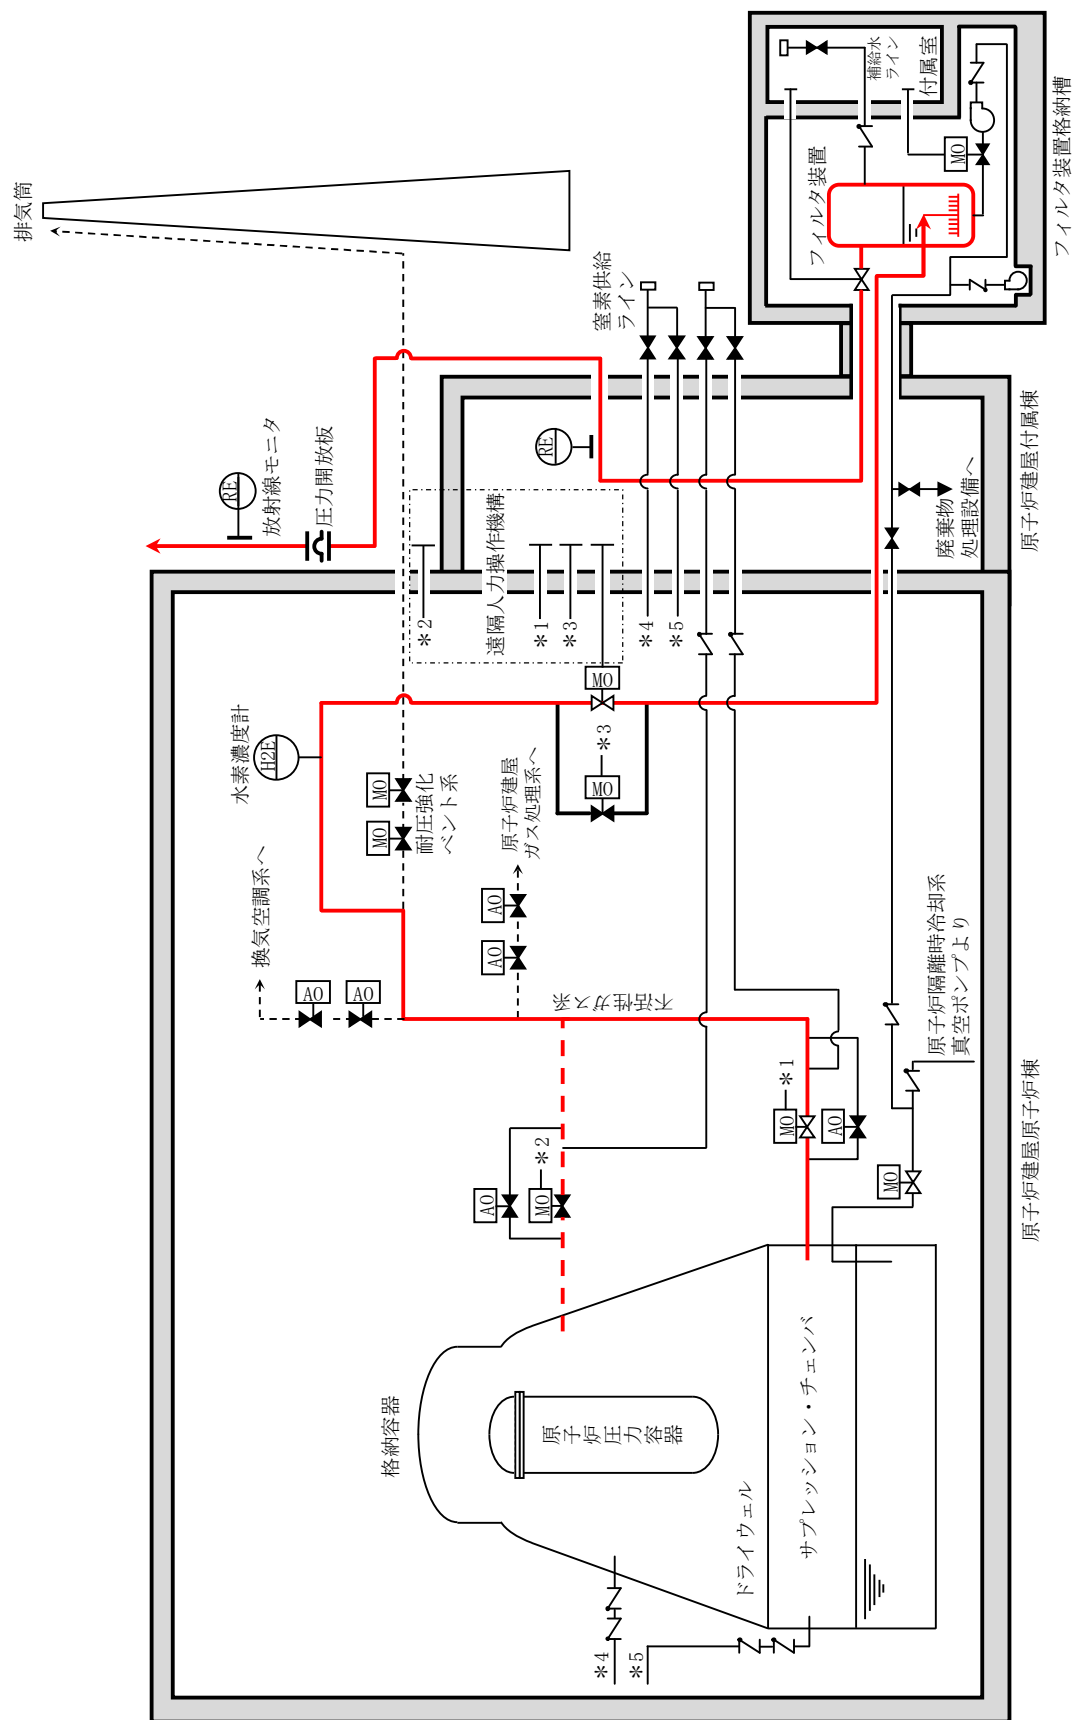 排気筒
放射線モニタ
RE
圧力開放板
RE
窒素供給
ライン
フィルタ装置
補給水
ライン
付属室
MO
フィルタ装置格納槽
原子炉建屋付属棟
廃棄物
処理設備へ
遠隔人力操作機構
*2
*1
*3
*4
*5
MO
*3
MO
水素濃度計
H2E
MO
MO
耐圧強化
ベント系
換気空調系へ
AO
AO
原子炉建屋
ガス処理系へ
AO
AO
不活性ガス系
AO
MO
*2
*1
MO
AO
MO
原子炉隔離時冷却系
真空ポンプより
原子炉建屋原子炉棟
格納容器
原子炉圧力容器
ドライウェル
サプレッション・チェンバ
*4
*5